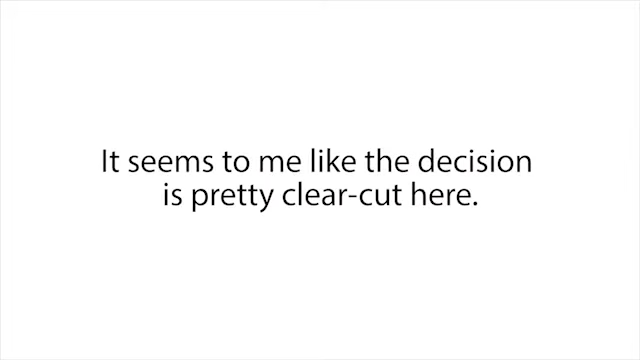 It seems to me like the decision
is pretty clear-cut here.